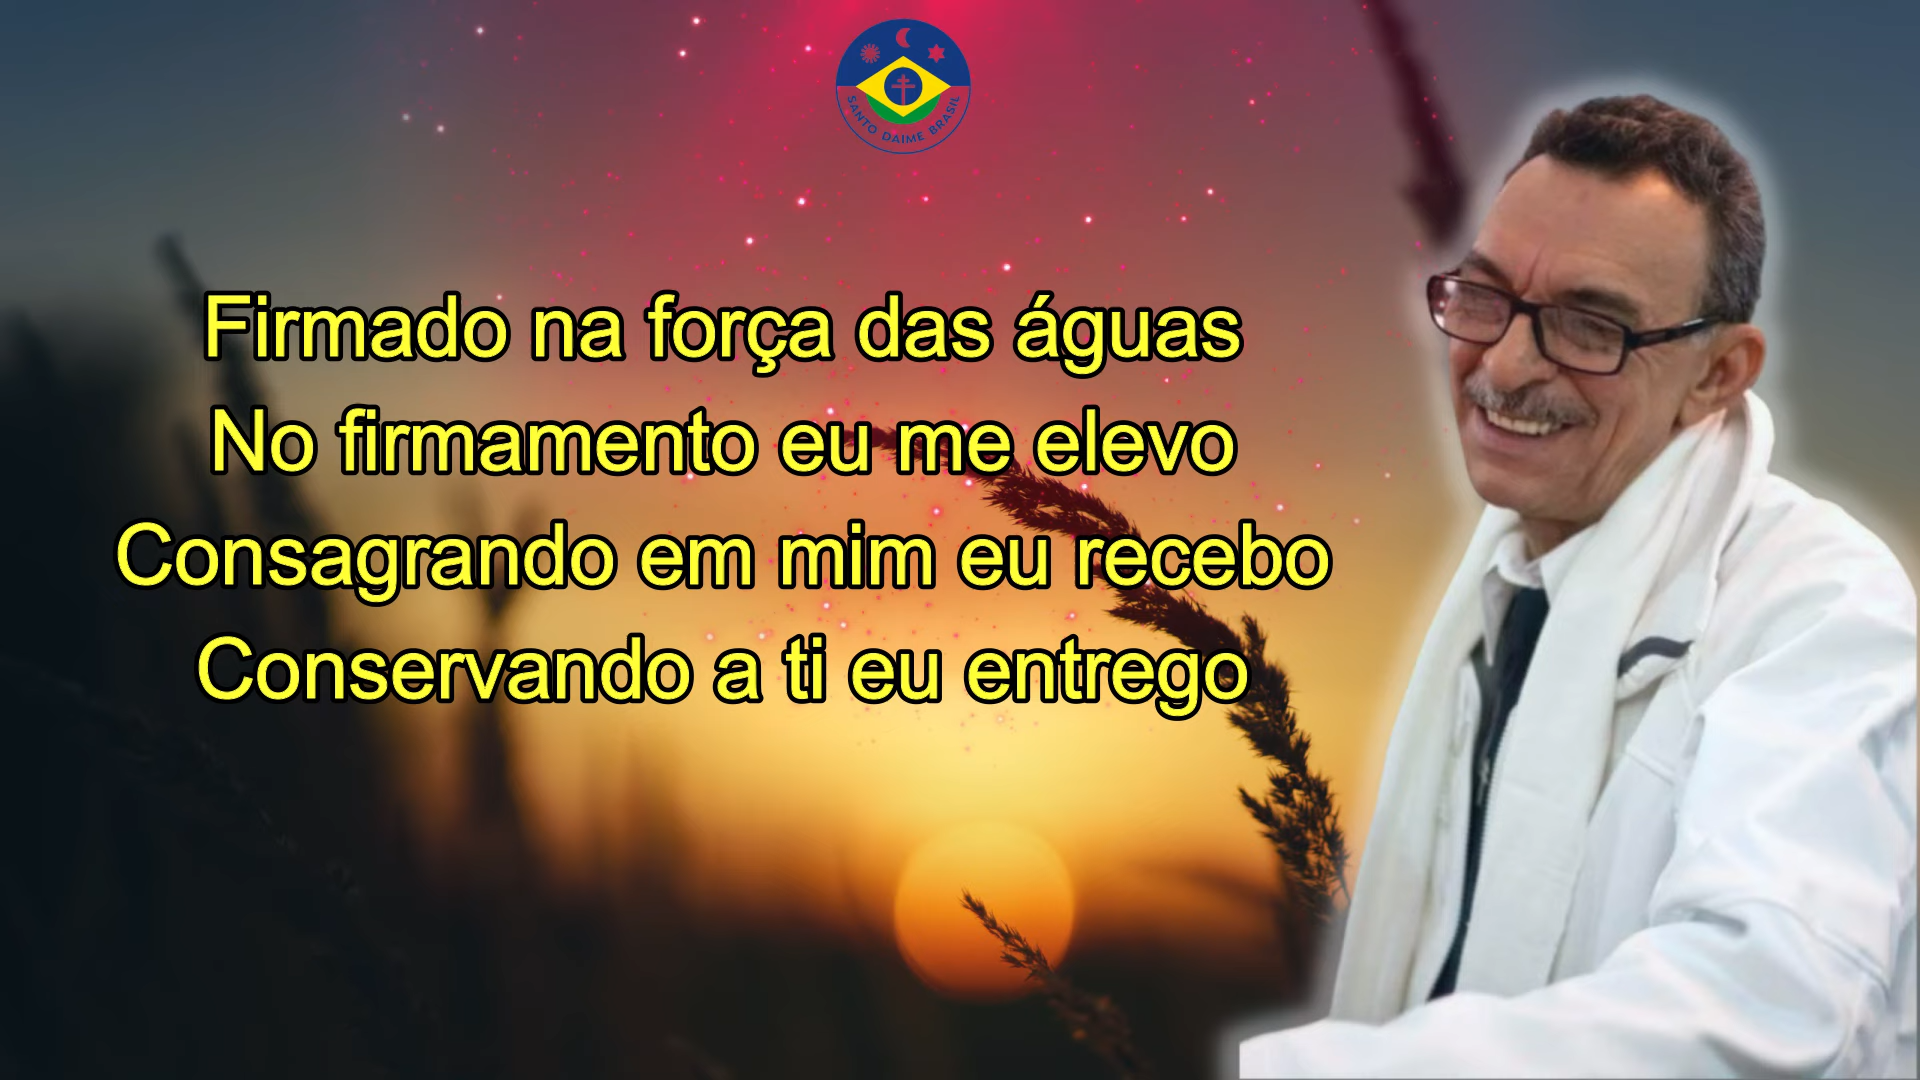 SANTO DAIME BRASIL
Firmado na força das águas
No firmamento eu me elevo
Consagrando em mim eu recebo
Conservando a ti eu entrego